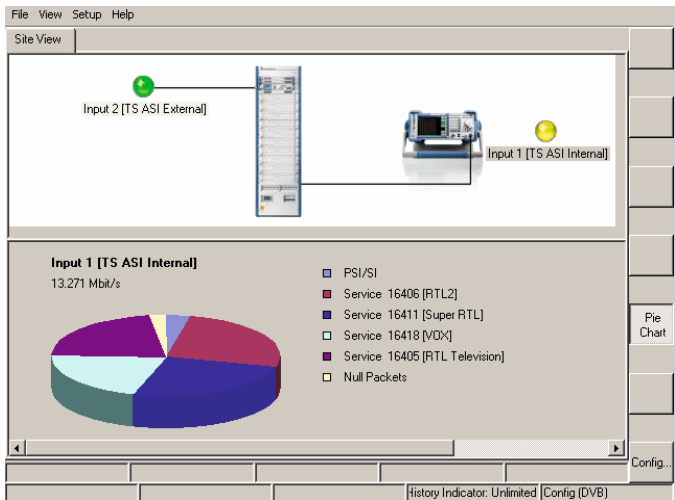 File View Setup Help
Site View
Input 2 [TS ASI External]
Input 1 [TS ASI Internal]
Input 1 [TS ASI Internal]
13.271 Mbit/s
PSI/SI
Service 16406 [RTL2]
Service 16411 [Super RTL]
Service 16418 [VOX]
Service 16405 [RTL Television]
Null Packets
Pie
Chart
Config...
History Indicator: Unlimited Config (DVB)